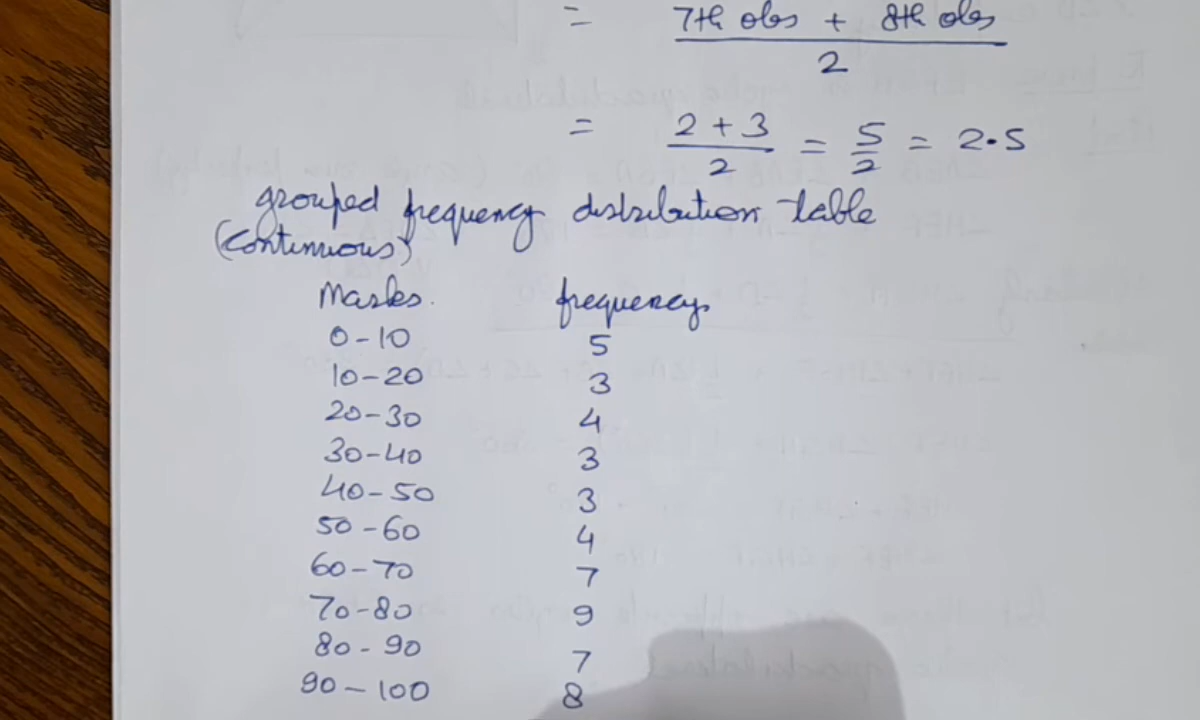 = 7th obs + 8th obs / 2
= 2 + 3 / 2 = 5 / 2 = 2.5
grouped frequency distribution table
(continuous)
Marks. frequency
0-10 5
10-20 3
20-30 4
30-40 3
40-50 3
50-60 4
60-70 7
70-80 9
80-90 7
90-100 8